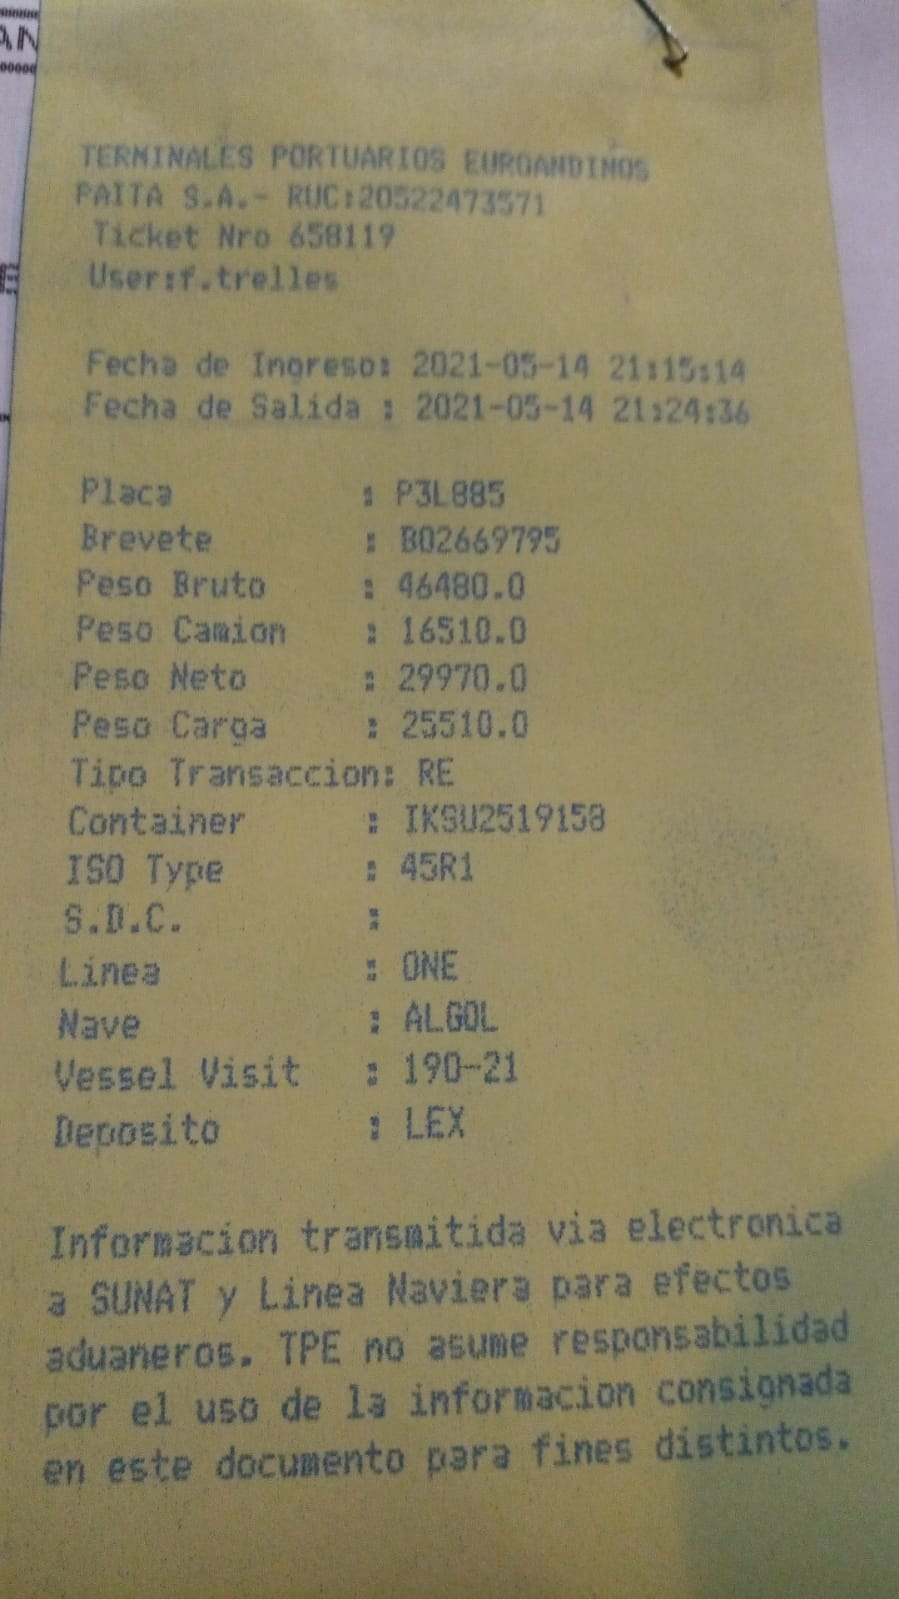 AN
TERMINALES PORTUARIOS EUROANDINOS
PAITA S.A.- RUC:20522473571
Ticket Nro 658119
User:f.trelles
Fecha de Ingreso: 2021-05-14 21:15:14
Fecha de Salida : 2021-05-14 21:24:36
Placa : P3L885
Brevete : B02669795
Peso Bruto : 46480.0
Peso Camion : 16510.0
Peso Neto : 29970.0
Peso Carga : 25510.0
Tipo Transaccion: RE
Container : IKSU2519158
ISO Type : 45R1
S.D.C. :
Linea : ONE
Nave : ALGOL
Vessel Visit : 190-21
Deposito : LEX
Informacion transmitida via electronica
a SUNAT y Linea Naviera para efectos
aduaneros. TPE no asume responsabilidad
por el uso de la informacion consignada
en este documento para fines distintos.